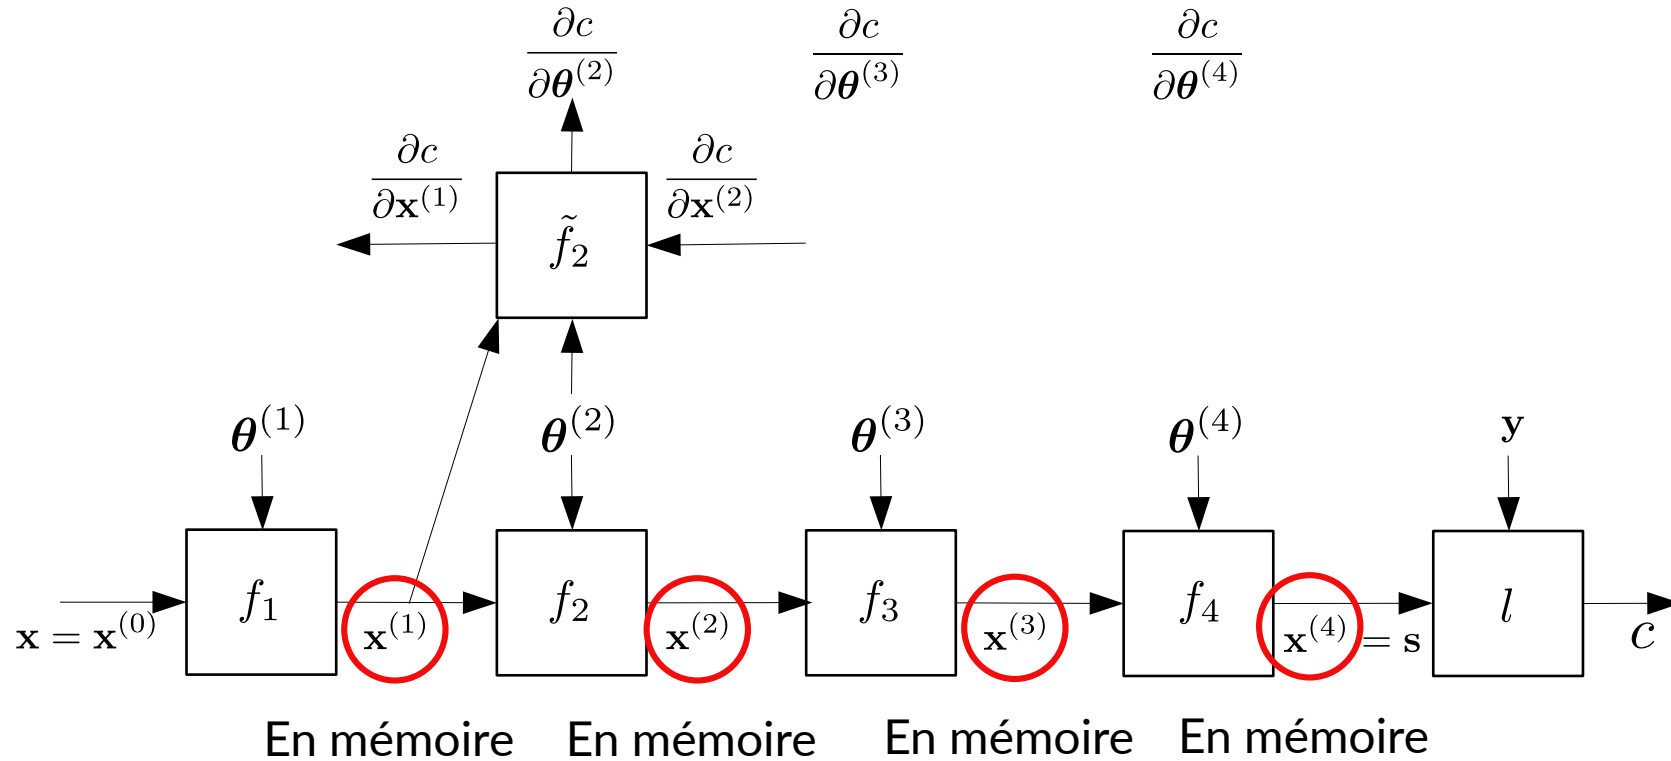 ∂c/∂θ^(2) ∂c/∂θ^(3) ∂c/∂θ^(4)
∂c/∂x^(1) ∂c/∂x^(2)
f̃₂
θ^(1) θ^(2) θ^(3) θ^(4) y
f₁ f₂ f₃ f₄ l
x = x^(0) x^(1) x^(2) x^(3) x^(4) = s c
En mémoire En mémoire En mémoire En mémoire